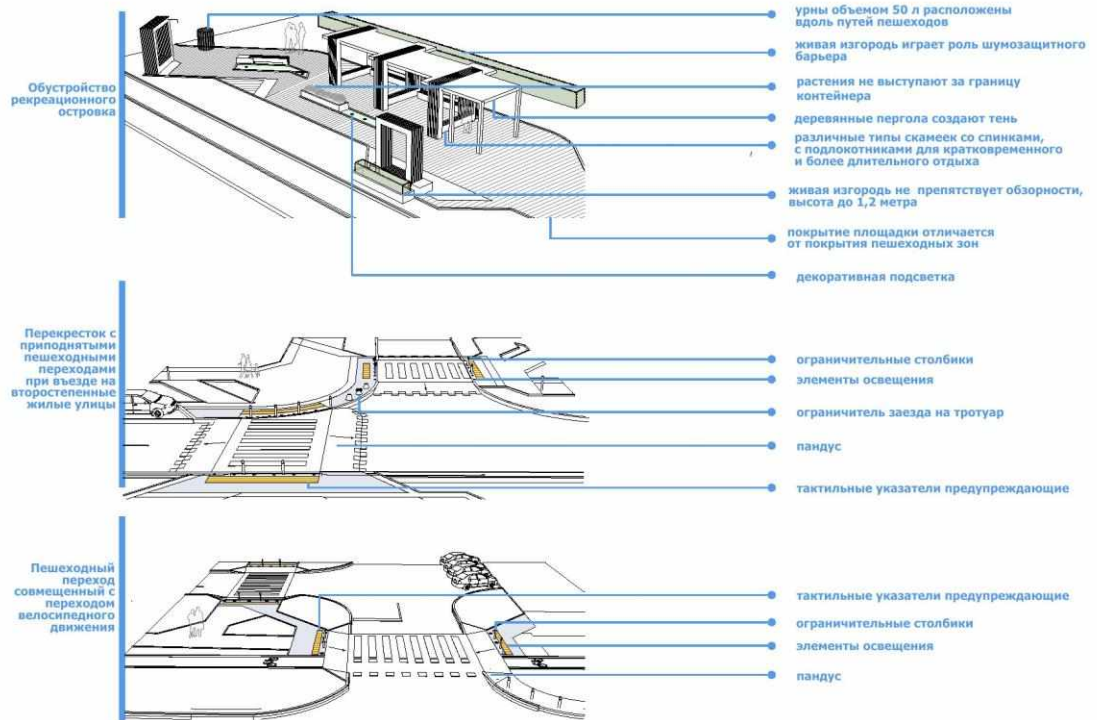 Обустройство
рекреационного
островка
урны объемом 50 л расположены
вдоль путей пешеходов
живая изгородь играет роль шумозащитного
барьера
растения не выступают за границу
контейнера
деревянные пергола создают тень
различные типы скамеек со спинками,
с подлокотниками для кратковременного
и более длительного отдыха
живая изгородь не препятствует обзорности,
высота до 1,2 метра
покрытие площадки отличается
от покрытия пешеходных зон
декоративная подсветка
Перекресток с
приподнятыми
пешеходными
переходами
при въезде на
второстепенные
жилые улицы
ограничительные столбики
элементы освещения
ограничитель заезда на тротуар
пандус
тактильные указатели предупреждающие
Пешеходный
переход
совмещенный с
переходом
велосипедного
движения
тактильные указатели предупреждающие
ограничительные столбики
элементы освещения
пандус